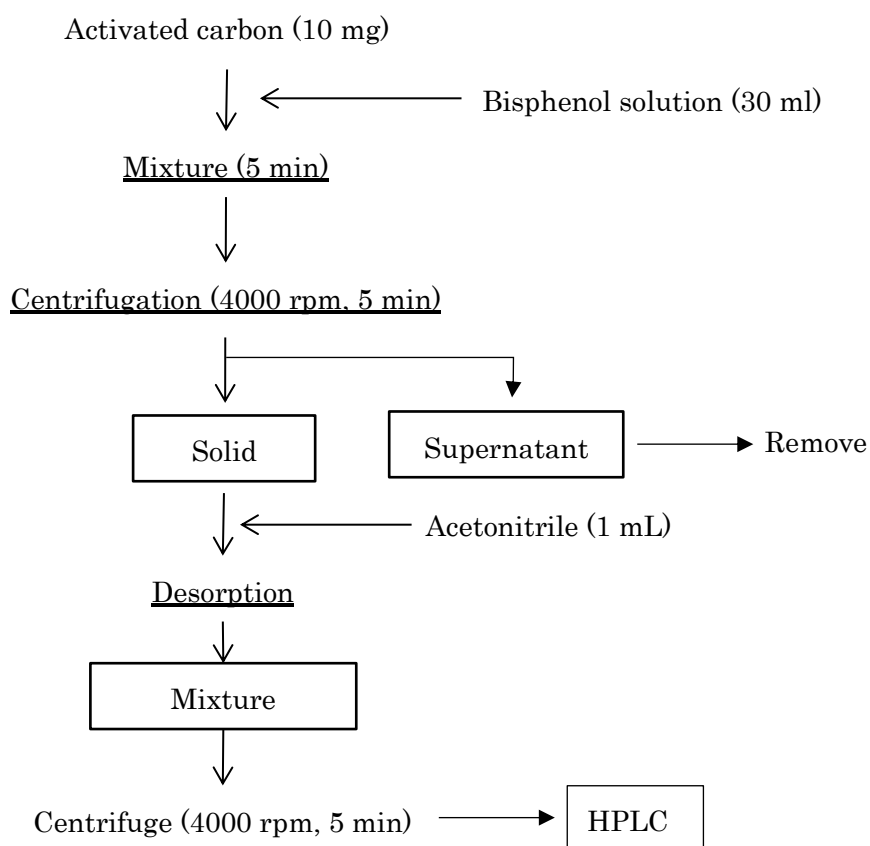 Activated carbon (10 mg)
Bisphenol solution (30 ml)
Mixture (5 min)
Centrifugation (4000 rpm, 5 min)
Solid
Supernatant
Remove
Acetonitrile (1 mL)
Desorption
Mixture
Centrifuge (4000 rpm, 5 min)
HPLC